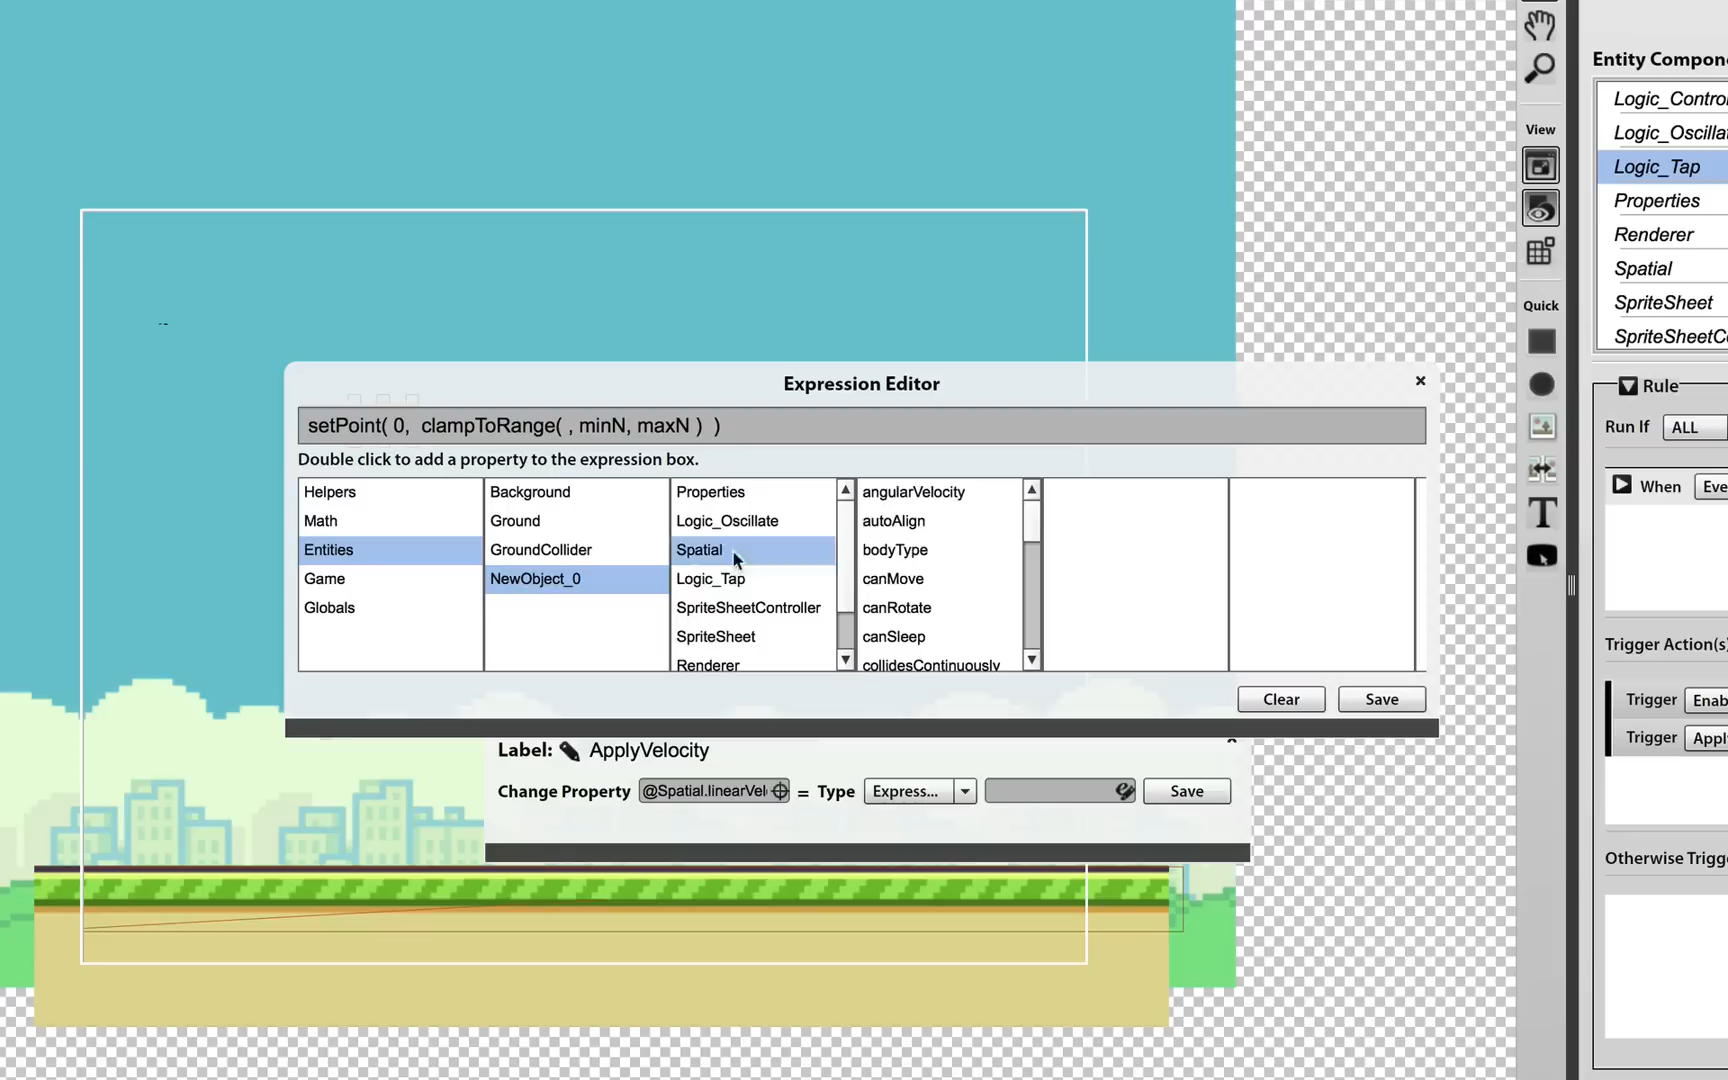 Entity Compon
Logic_Contro
Logic_Oscilla
Logic_Tap
Properties
Renderer
Spatial
SpriteSheet
SpriteSheetC
View
Quick
T
Rule
Run If ALL
When Eve
Trigger Action(s)
Trigger Enab
Trigger Appl
Otherwise Trigg
Expression Editor
setPoint( 0,  clampToRange( , minN, maxN )  )
Double click to add a property to the expression box.
Helpers
Math
Entities
Game
Globals
Background
Ground
GroundCollider
NewObject_0
Properties
Logic_Oscillate
Spatial
Logic_Tap
SpriteSheetController
SpriteSheet
Renderer
angularVelocity
autoAlign
bodyType
canMove
canRotate
canSleep
collidesContinuously
Clear Save
Label: ApplyVelocity
Change Property @Spatial.linearVel = Type Express... Save